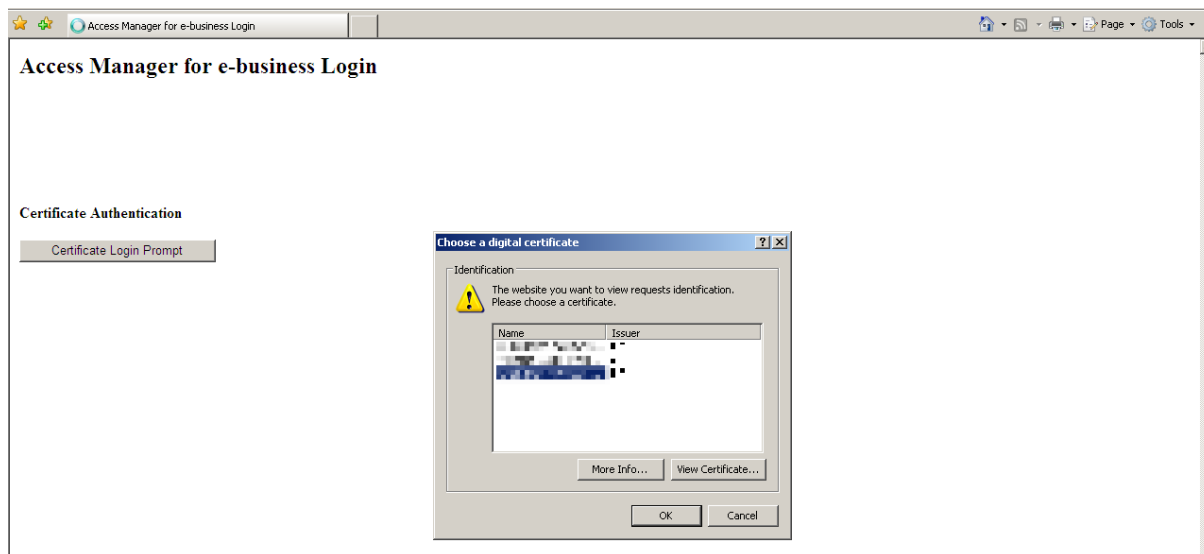 Access Manager for e-business Login
Page
Tools
Access Manager for e-business Login
Certificate Authentication
Certificate Login Prompt
Choose a digital certificate
Identification
The website you want to view requests identification.
Please choose a certificate.
Name Issuer
More Info... View Certificate...
OK Cancel